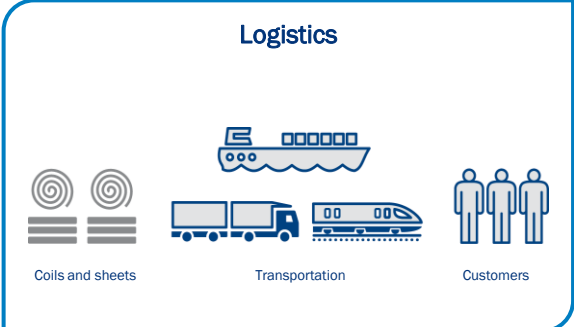 Logistics
Coils and sheets
Transportation
Customers